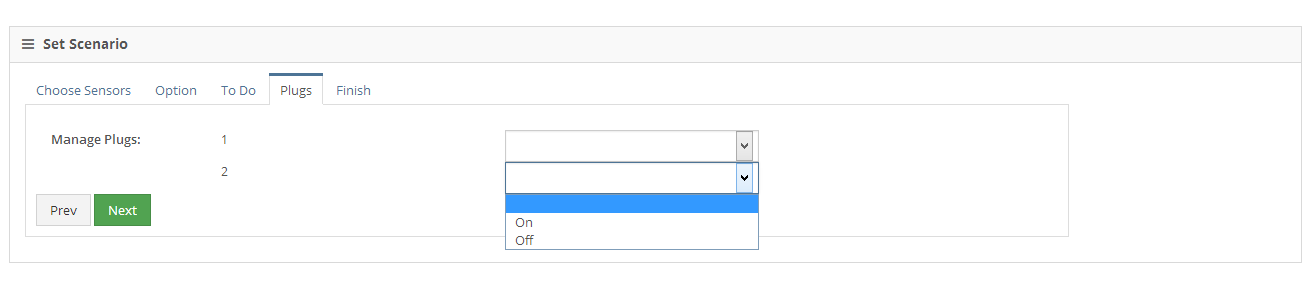 Set Scenario
Choose Sensors Option To Do Plugs Finish
Manage Plugs: 1
2
Prev Next
On
Off